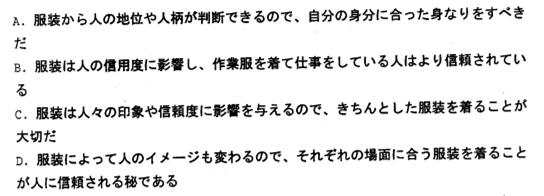 A．服装から人の地位や人柄が判断できるので、自分の身分に合った身なりをすべき
だ
B．服装は人の信用度に影響し、作業服を着て仕事をしている人はより信頼されてい
る
C．服装は人々の印象や信頼度に影響を与えるので、きちんとした服装を着ることが
大切だ
D．服装によって人のイメージも変わるので、それぞれの場面に合う服装を着ること
が人に信頼される秘である